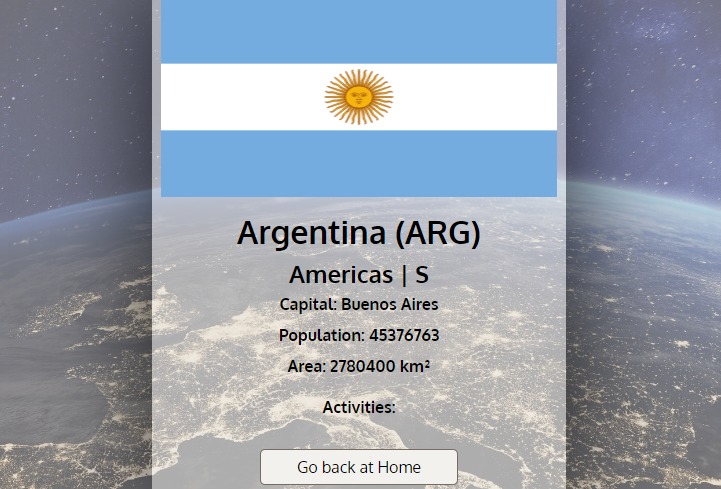 Argentina (ARG)
Americas | S
Capital: Buenos Aires
Population: 45376763
Area: 2780400 km²
Activities:
Go back at Home